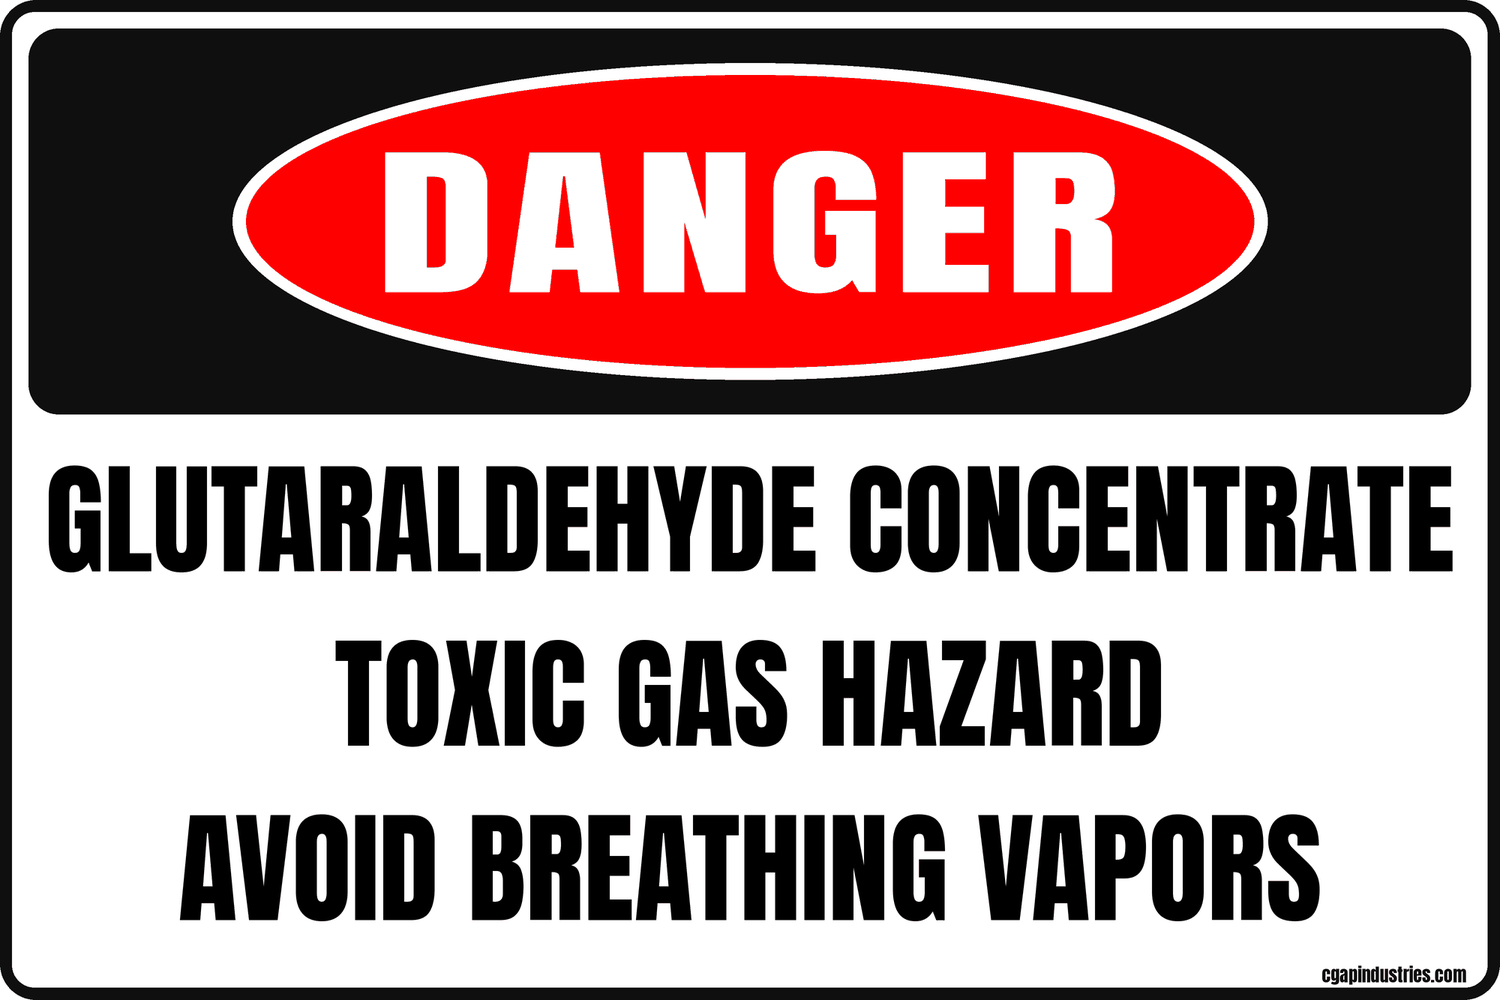 DANGER
GLUTARALDEHYDE CONCENTRATE
TOXIC GAS HAZARD
AVOID BREATHING VAPORS
cgapindustries.com